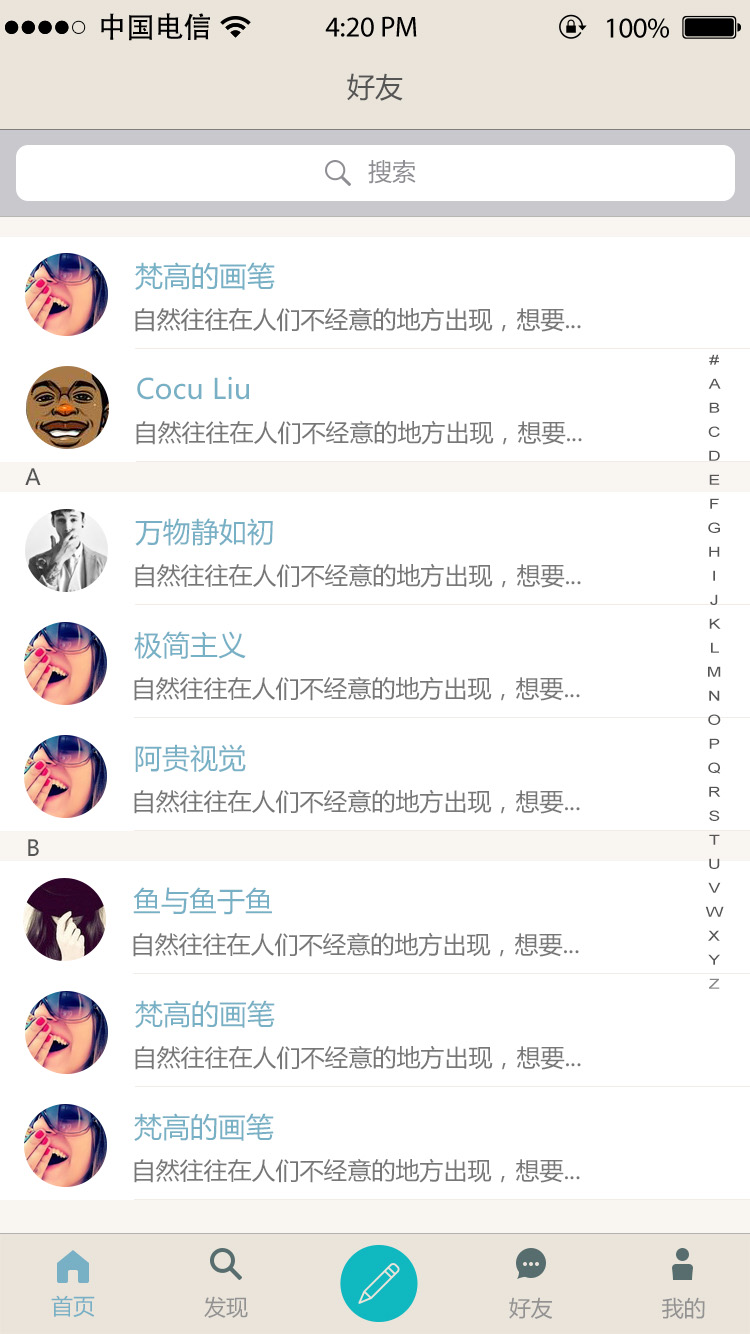 中国电信 4:20 PM 100%
好友
搜索
梵高的画笔
自然往往在人们不经意的地方出现，想要...
Cocu Liu
自然往往在人们不经意的地方出现，想要...
A
万物静如初
自然往往在人们不经意的地方出现，想要...
极简主义
自然往往在人们不经意的地方出现，想要...
阿贵视觉
自然往往在人们不经意的地方出现，想要...
B
鱼与鱼于鱼
自然往往在人们不经意的地方出现，想要...
梵高的画笔
自然往往在人们不经意的地方出现，想要...
梵高的画笔
自然往往在人们不经意的地方出现，想要...
#
A
B
C
D
E
F
G
H
I
J
K
L
M
N
O
P
Q
R
S
T
U
V
W
X
Y
Z
首页 发现 好友 我的